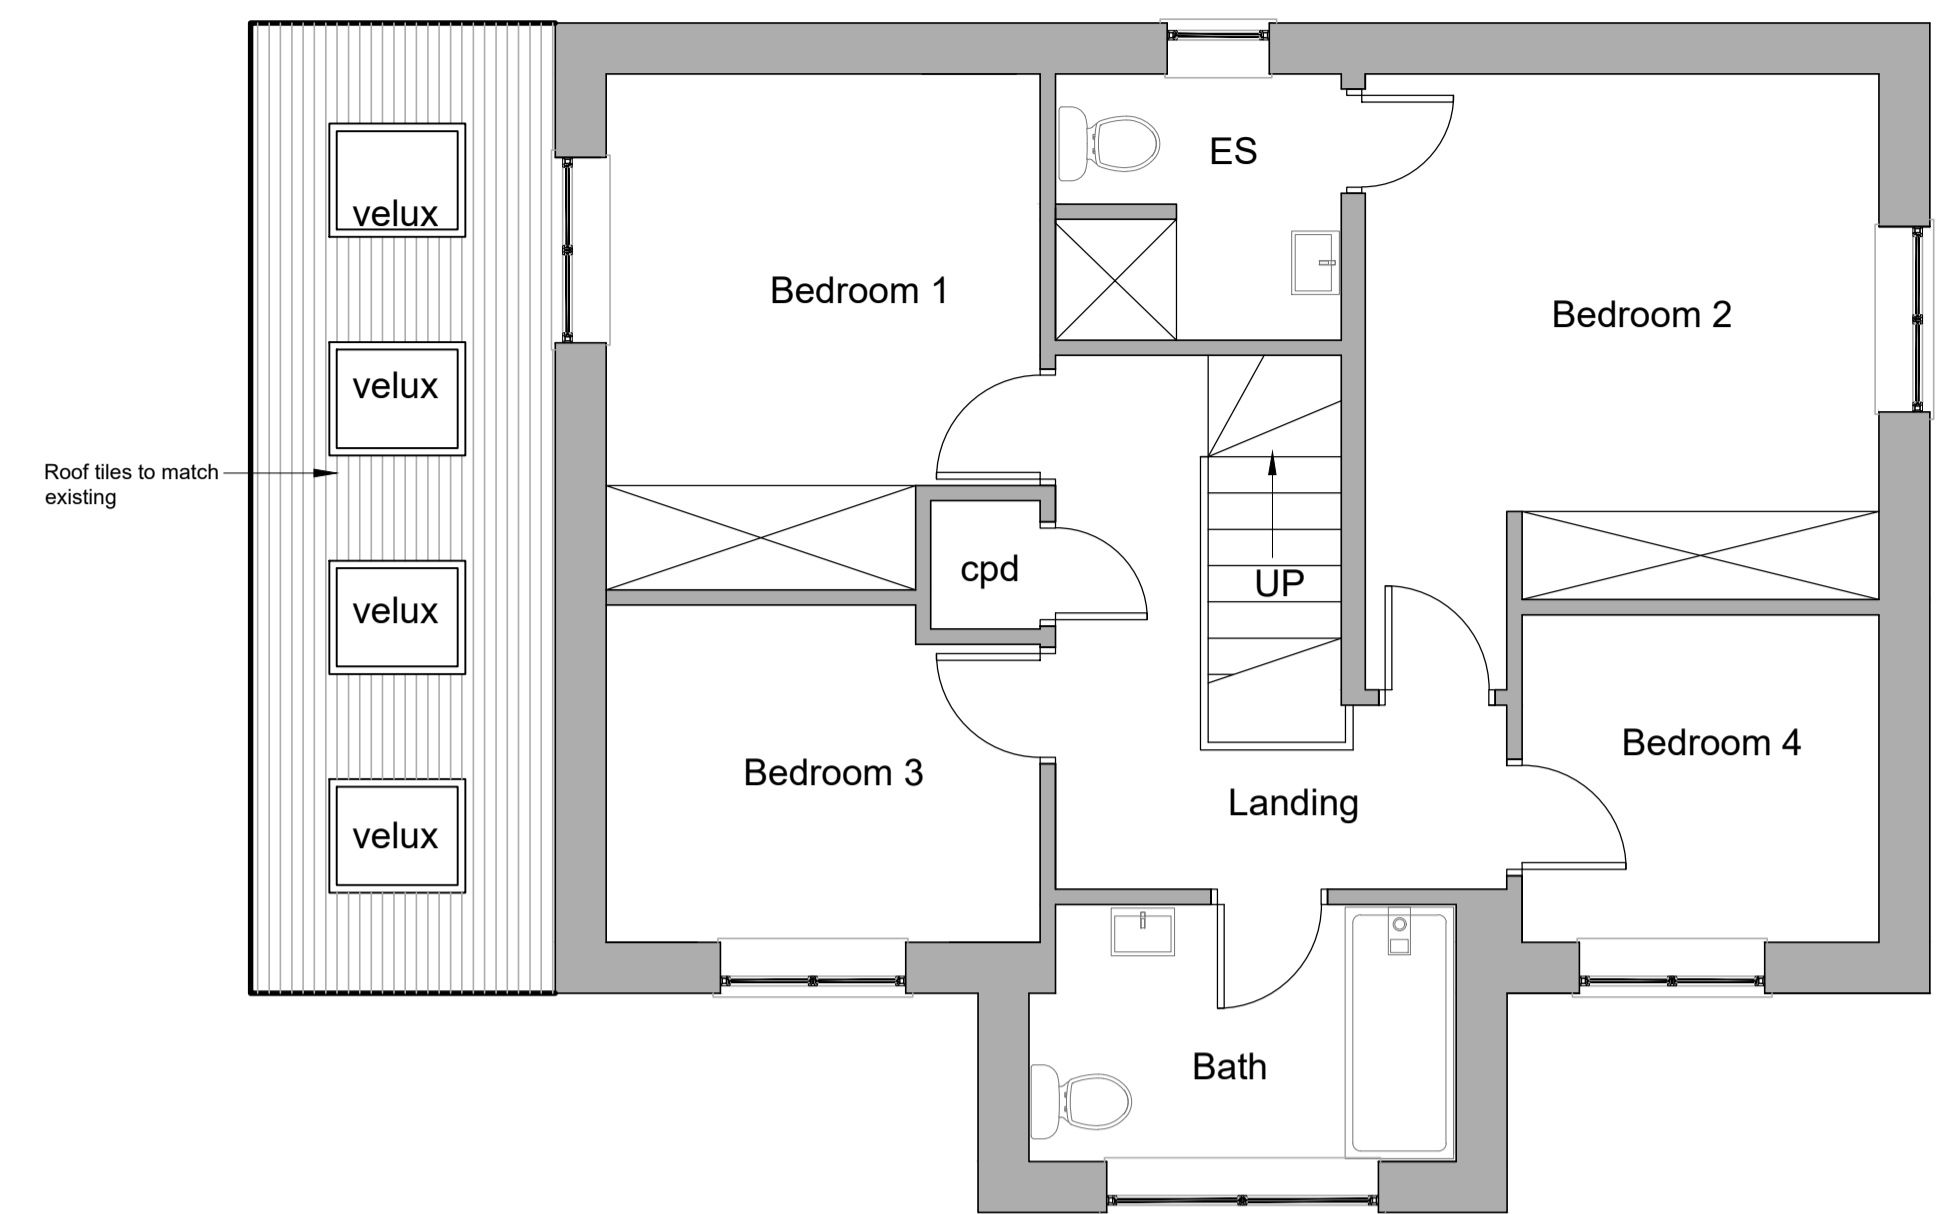 ES
velux
Bedroom 1
Bedroom 2
velux
Roof tiles to match
existing
cpd
UP
velux
Bedroom 4
Bedroom 3
Landing
velux
Bath